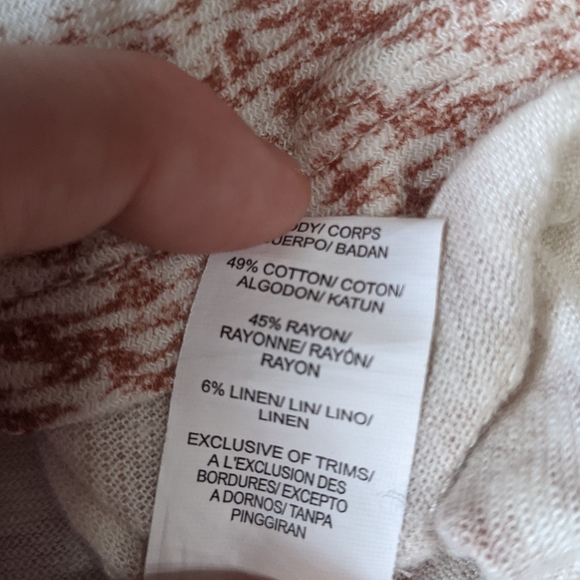 CORPS
BADAN
49% COTTON/ COTON/
ALGODON/ KATUN
45% RAYON/
RAYONNE/ RAYÓN/
RAYON
6% LINEN/ LIN/ LINO/
LINEN
EXCLUSIVE OF TRIMS/
A L'EXCLUSION DES
BORDURES/ EXCEPTO
A DORNOS/ TANPA
PINGGIRAN